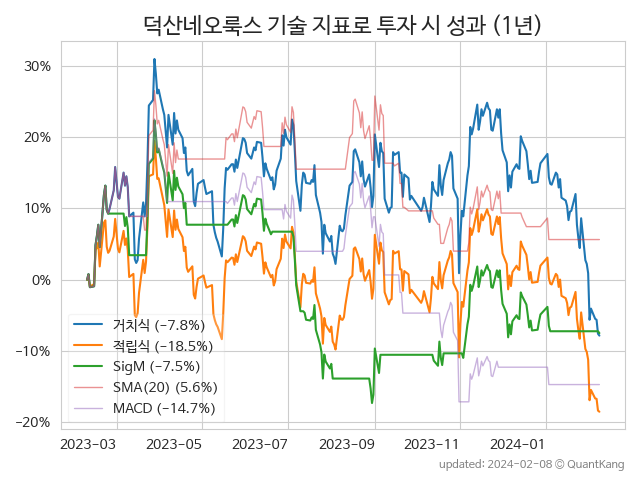 덕산네오룩스 기술 지표로 투자 시 성과 (1년)
30%
20%
10%
0%
−10%
−20%
거치식 (−7.8%)
적립식 (−18.5%)
SigM (−7.5%)
SMA(20) (5.6%)
MACD (−14.7%)
2023−03 2023−05 2023−07 2023−09 2023−11 2024−01
updated: 2024−02−08 ⓒ QuantKang